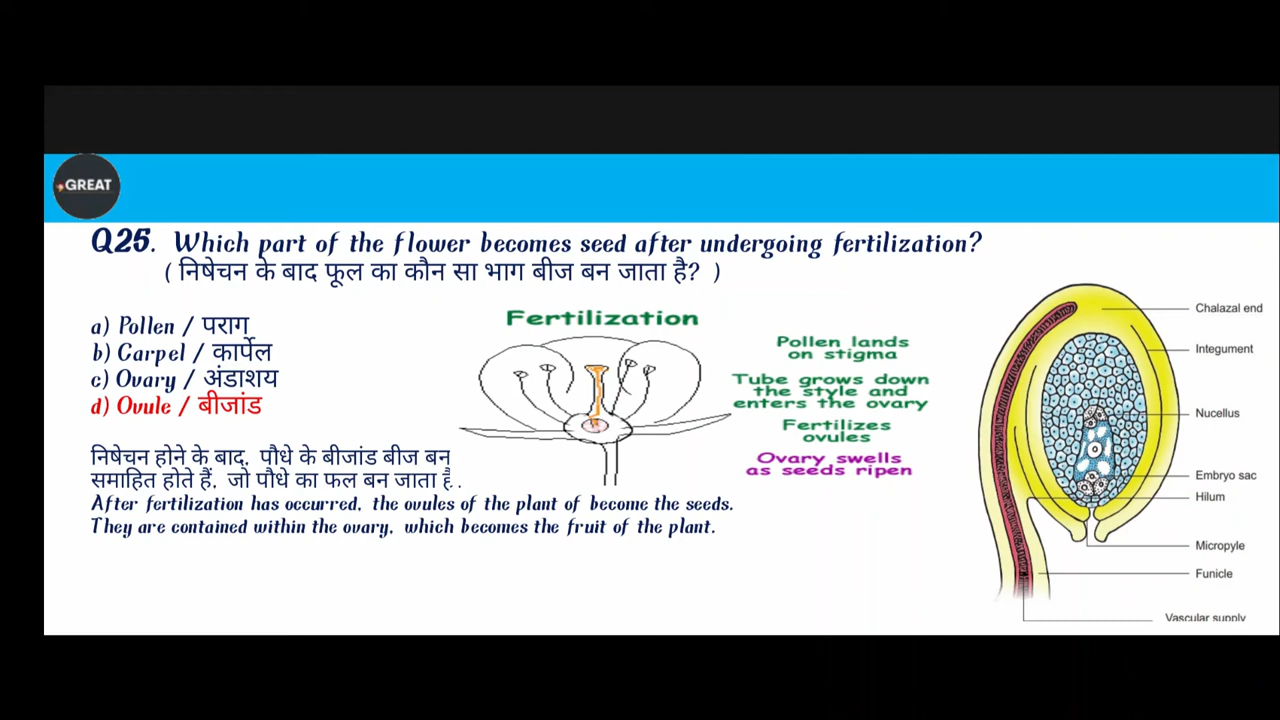 GREAT
Q25. Which part of the flower becomes seed after undergoing fertilization?
( निषेचन के बाद फूल का कौन सा भाग बीज बन जाता है? )
a) Pollen / पराग
b) Carpel / कार्पेल
c) Ovary / अंडाशय
d) Ovule / बीजांड
निषेचन होने के बाद, पौधे के बीजांड बीज बन
समाहित होते हैं, जो पौधे का फल बन जाता है..
After fertilization has occurred, the ovules of the plant of become the seeds.
They are contained within the ovary, which becomes the fruit of the plant.
Fertilization
Pollen lands
on stigma
Tube grows down
the style and
enters the ovary
Fertilizes
ovules
Ovary swells
as seeds ripen
Chalazal end
Integument
Nucellus
Embryo sac
Hilum
Micropyle
Funicle
Vascular supply